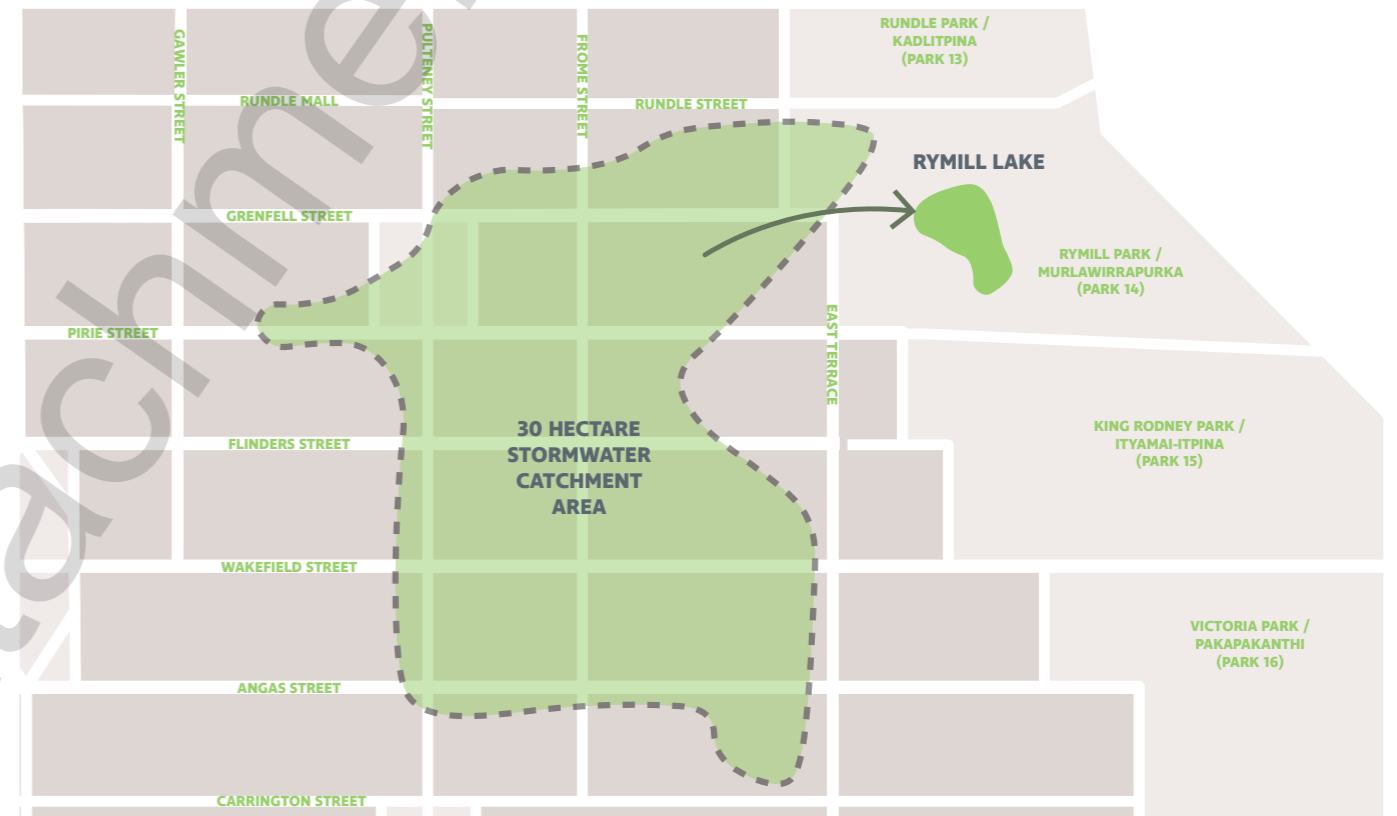 RUNDLE PARK /
KADLITPINA
(PARK 13)
GAWLER STREET
PULTENEY STREET
FROME STREET
RUNDLE MALL
RUNDLE STREET
RYMILL LAKE
GRENFELL STREET
RYMILL PARK /
MURLAWIRRAPURKA
(PARK 14)
EAST TERRACE
PIRIE STREET
30 HECTARE
STORMWATER
CATCHMENT
AREA
KING RODNEY PARK /
ITYAMAI-ITPINA
(PARK 15)
FLINDERS STREET
WAKEFIELD STREET
VICTORIA PARK /
PAKAPAKANTHI
(PARK 16)
ANGAS STREET
CARRINGTON STREET
achme